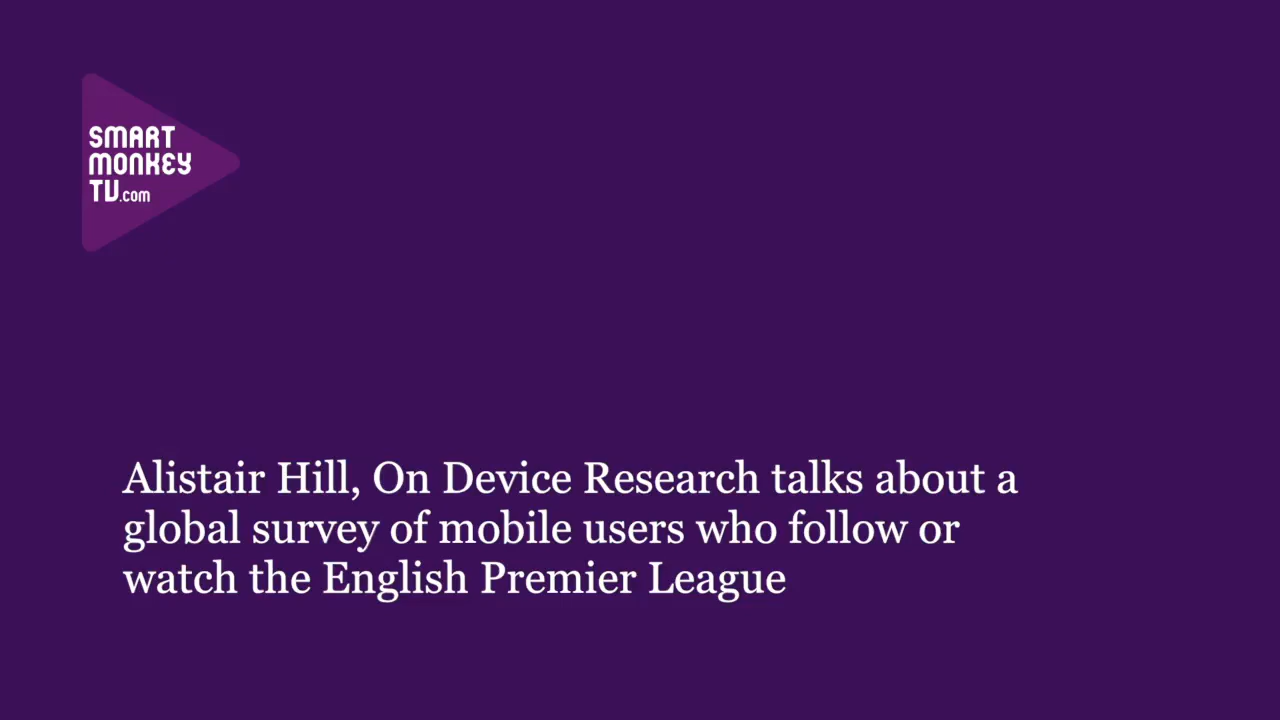 SMART
MONKEY
TV.com
Alistair Hill, On Device Research talks about a
global survey of mobile users who follow or
watch the English Premier League